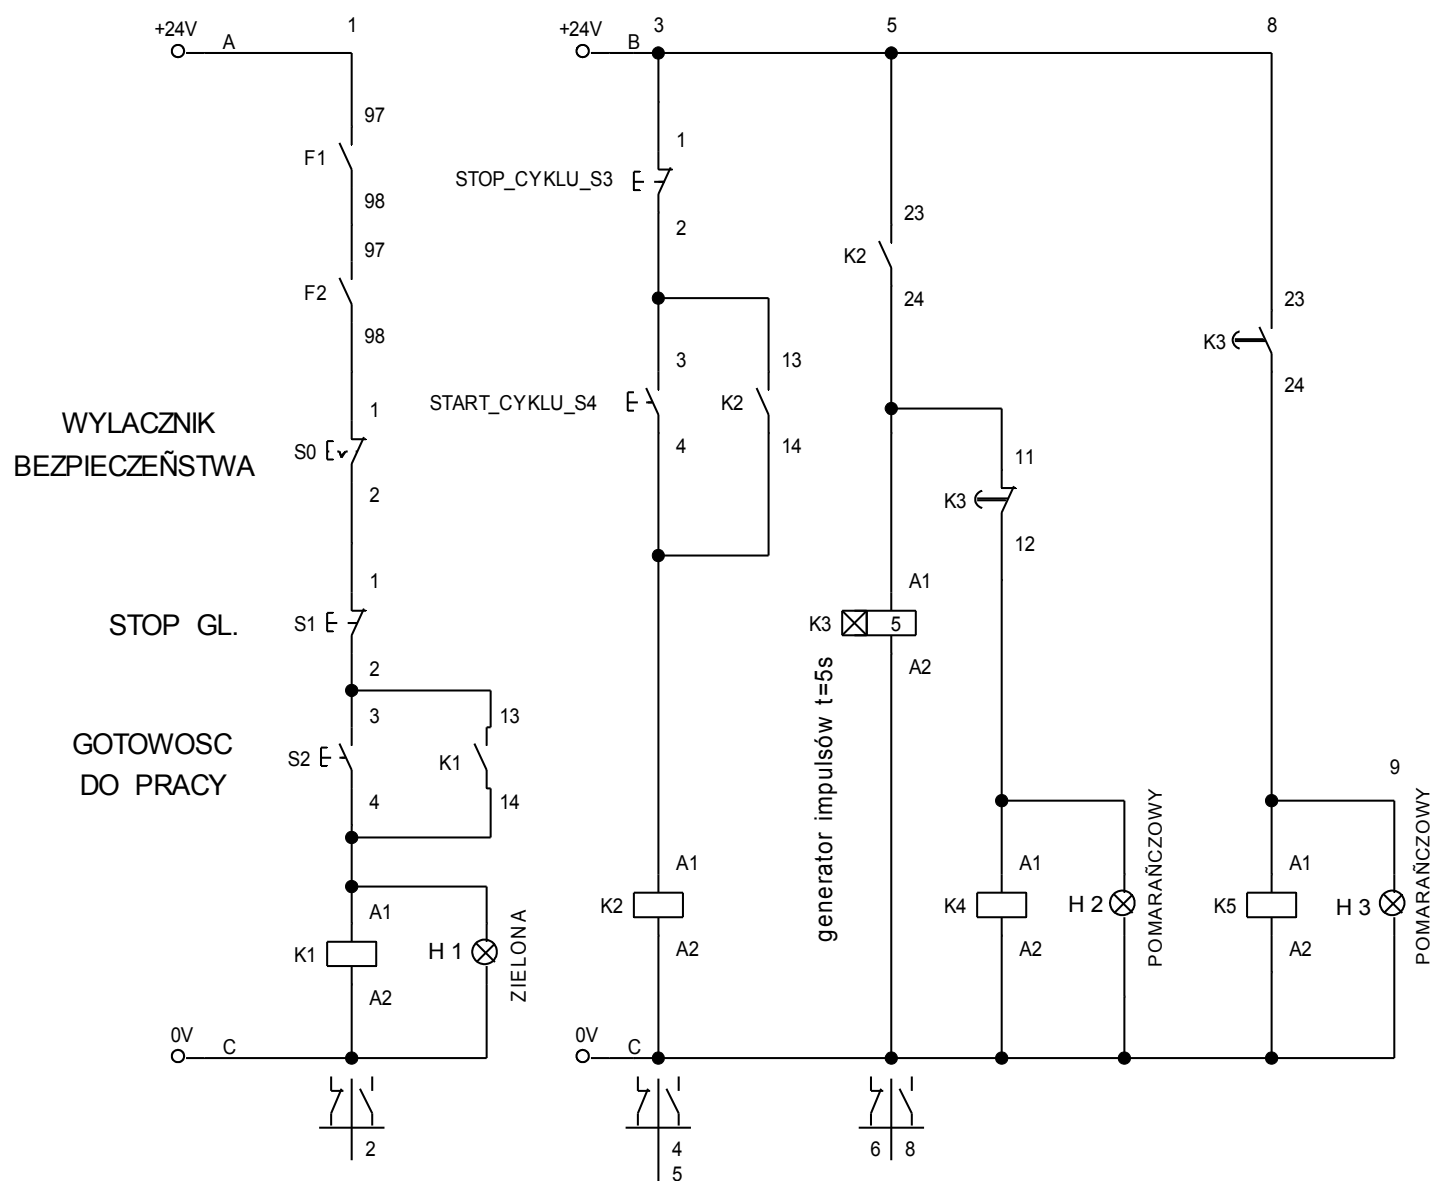 +24V A 1
97
F1
98
97
F2
98
WYLACZNIK
BEZPIECZEÑSTWA
1
S0
2
STOP GL.
1
S1
2
GOTOWOSC
DO PRACY
3
S2
4
13
K1
14
A1
K1
A2
H 1
ZIELONA
0V C
2
+24V B 3 5 8
1
STOP_CYKLU_S3
2
3
START_CYKLU_S4
4
13
K2
14
A1
K2
A2
0V C
4
5
23
K2
24
11
K3
12
A1
K3 5
A2
generator impulsów t=5s
A1
K4
A2
H 2
POMARAÑCZOWY
6 8
23
K3
24
9
A1
K5
A2
H 3
POMARAÑCZOWY